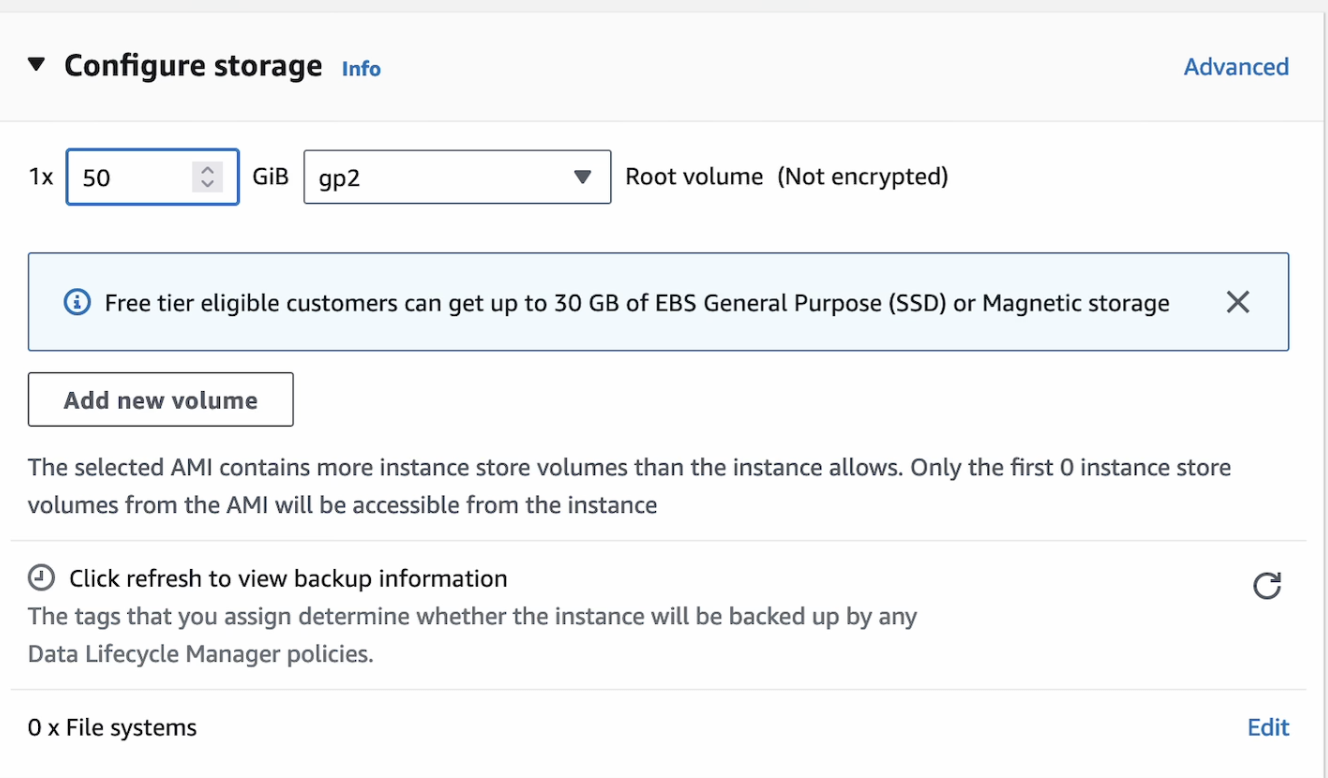 Configure storage Info Advanced
1x 50 GiB gp2 Root volume (Not encrypted)
Free tier eligible customers can get up to 30 GB of EBS General Purpose (SSD) or Magnetic storage
Add new volume
The selected AMI contains more instance store volumes than the instance allows. Only the first 0 instance store
volumes from the AMI will be accessible from the instance
Click refresh to view backup information
The tags that you assign determine whether the instance will be backed up by any
Data Lifecycle Manager policies.
0 x File systems Edit